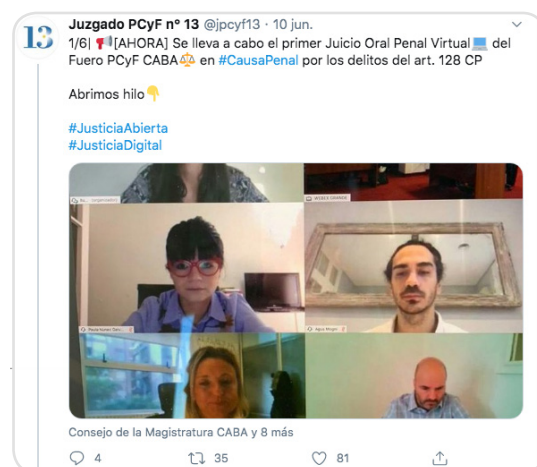 13
Juzgado PCyF nº 13 @jpcyf13 · 10 jun.
1/6| 📢[AHORA] Se lleva a cabo el primer Juicio Oral Penal Virtual💻 del
Fuero PCyF CABA⚖️ en #CausaPenal por los delitos del art. 128 CP
Abrimos hilo👇
#JusticiaAbierta
#JusticiaDigital
Consejo de la Magistratura CABA y 8 más
4 35 81